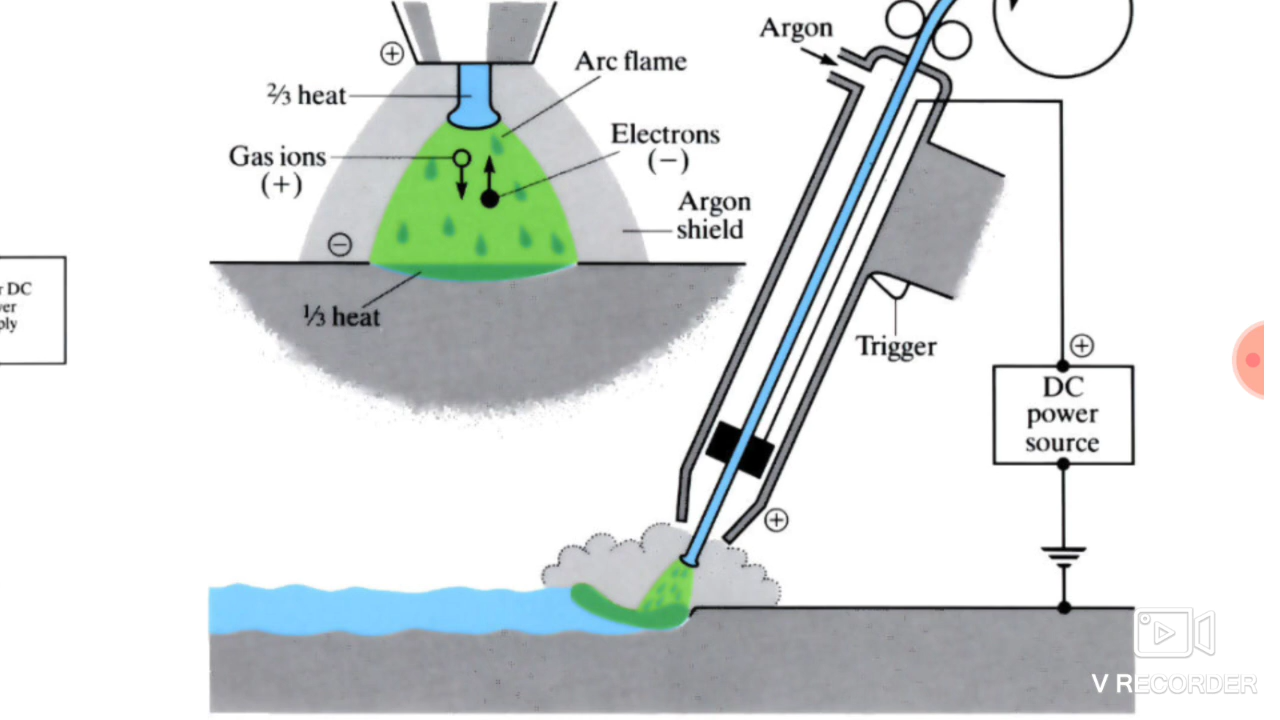 Argon
Arc flame
⅔ heat
Electrons
(−)
Gas ions
(+)
Argon
shield
⅓ heat
Trigger
DC
DC
power
source
V RECORDER